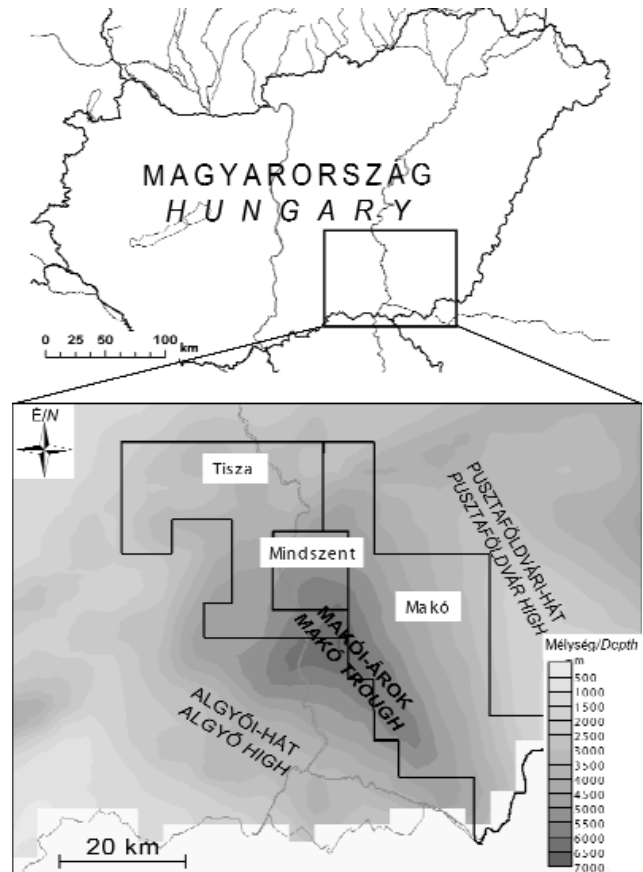 MAGYARORSZÁG
HUNGARY
0 25 50 100
km
É/N
Tisza
Mindszent
Makó
PUSZTAFÖLDVÁRI-HÁT
PUSZTAFÖLDVÁR HIGH
MAKÓI-ÁROK
MAKÓ TROUGH
ALGYŐI-HÁT
ALGYŐ HIGH
Mélység/Depth
m
500
1000
1500
2000
2500
3000
3500
4000
4500
5000
5500
6000
6500
7000
20 km